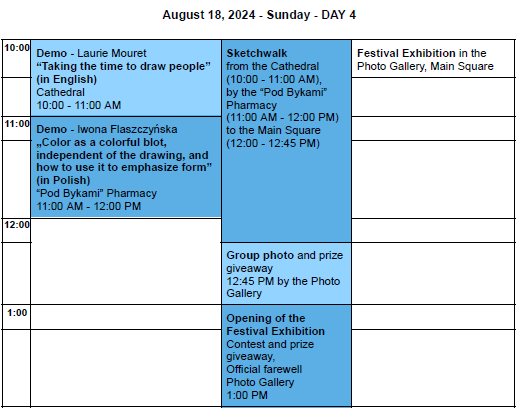 August 18, 2024 - Sunday - DAY 4
10:00
Demo - Laurie Mouret
“Taking the time to draw people”
(in English)
Cathedral
10:00 - 11:00 AM
Sketchwalk
from the Cathedral
(10:00 - 11:00 AM),
by the “Pod Bykami”
Pharmacy
(11:00 AM - 12:00 PM)
to the Main Square
(12:00 - 12:45 PM)
Festival Exhibition in the
Photo Gallery, Main Square
11:00
Demo - Iwona Flaszczyńska
„Color as a colorful blot,
independent of the drawing, and
how to use it to emphasize form”
(in Polish)
“Pod Bykami” Pharmacy
11:00 AM - 12:00 PM
12:00
Group photo and prize
giveaway
12:45 PM by the Photo
Gallery
1:00
Opening of the
Festival Exhibition
Contest and prize
giveaway,
Official farewell
Photo Gallery
1:00 PM